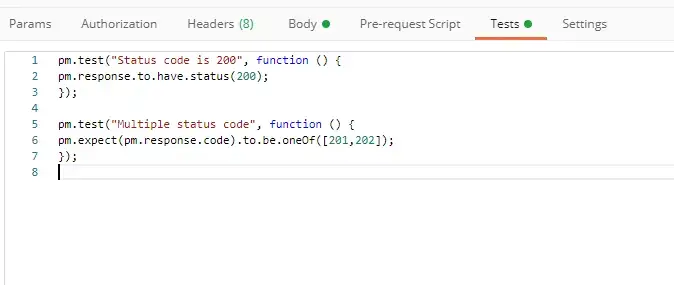 Params Authorization Headers (8) Body Pre-request Script Tests Settings
1 pm.test("Status code is 200", function () {
2 pm.response.to.have.status(200);
3 });
4
5 pm.test("Multiple status code", function () {
6 pm.expect(pm.response.code).to.be.oneOf([201,202]);
7 });
8